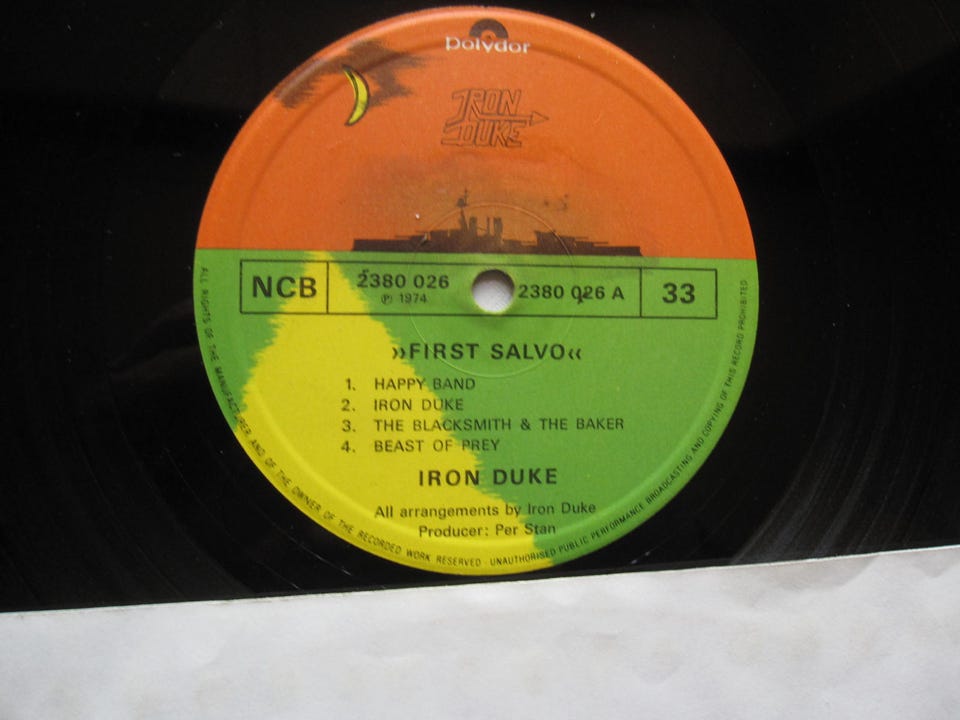 polydor
IRON
DUKE
NCB
2380 026
℗ 1974
2380 026 A
33
»FIRST SALVO«
1. HAPPY BAND
2. IRON DUKE
3. THE BLACKSMITH & THE BAKER
4. BEAST OF PREY
IRON DUKE
All arrangements by Iron Duke
Producer: Per Stan
ALL RIGHTS OF THE MANUFACTURER AND OF THE OWNER OF THE RECORDED WORK RESERVED · UNAUTHORISED PUBLIC PERFORMANCE BROADCASTING AND COPYING OF THIS RECORD PROHIBITED